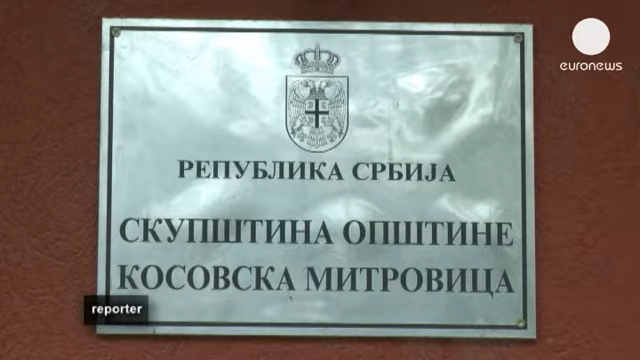 euronews
РЕПУБЛИКА СРБИЈА
СКУПШТИНА ОПШТИНЕ
КОСОВСКА МИТРОВИЦА
reporter